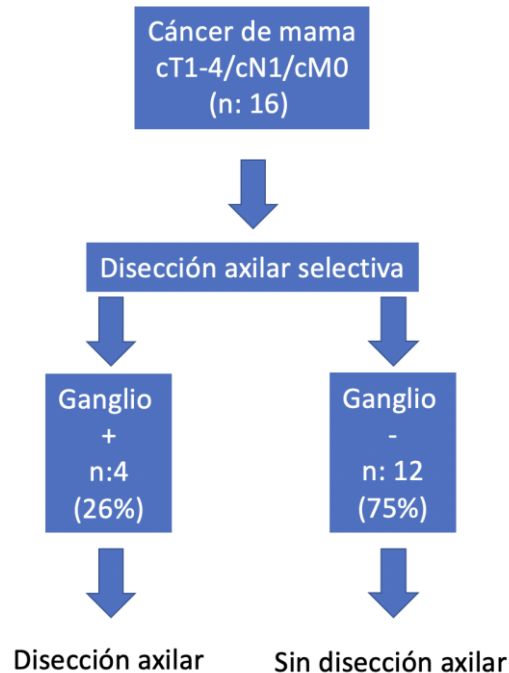 Cáncer de mama
cT1-4/cN1/cM0
(n: 16)
Disección axilar selectiva
Ganglio
+
n:4
(26%)
Ganglio
-
n: 12
(75%)
Disección axilar
Sin disección axilar